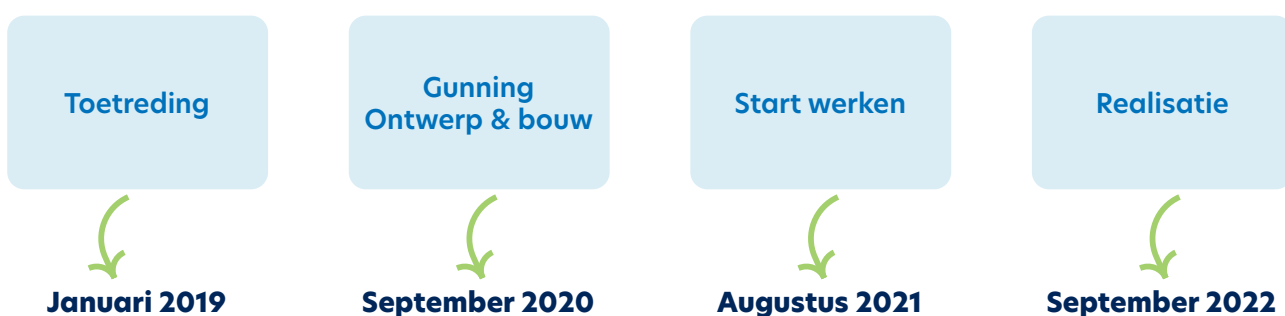 Toetreding
Gunning
Ontwerp & bouw
Start werken
Realisatie
Januari 2019
September 2020
Augustus 2021
September 2022